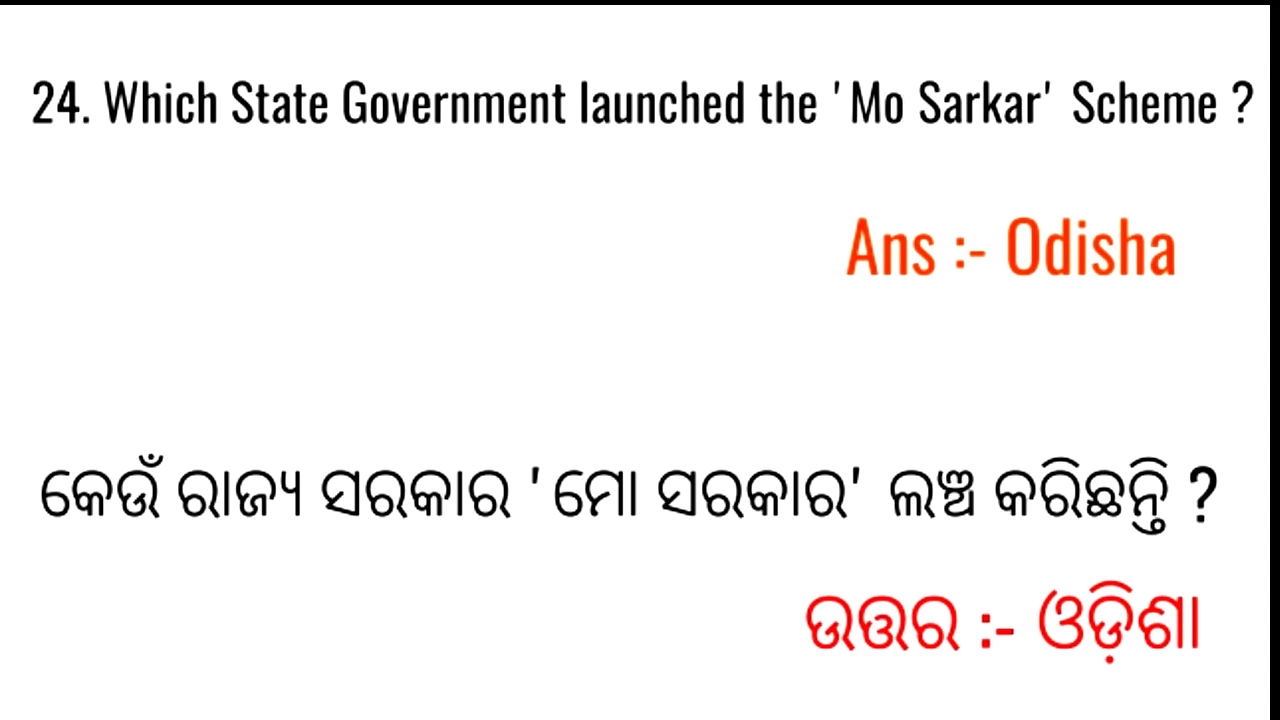 24. Which State Government launched the 'Mo Sarkar' Scheme ?
Ans :- Odisha
କେଉଁ ରାଜ୍ୟ ସରକାର 'ମୋ ସରକାର' ଲଞ୍ଚ କରିଛନ୍ତି ?
ଉତ୍ତର :- ଓଡ଼ିଶା